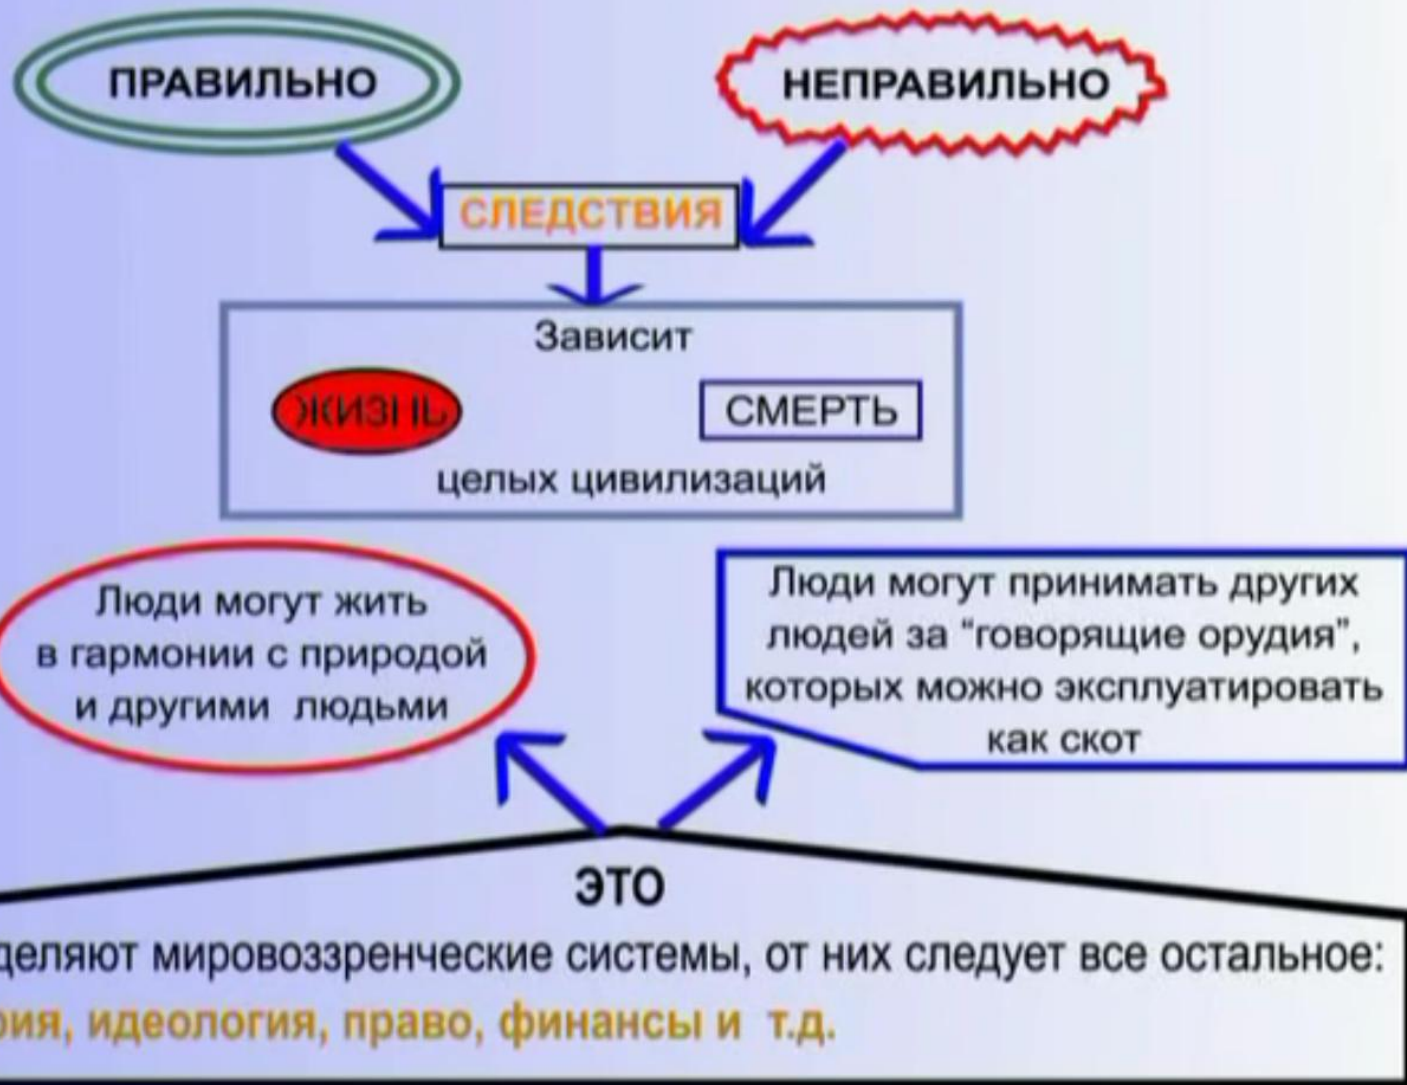 ПРАВИЛЬНО
НЕПРАВИЛЬНО
СЛЕДСТВИЯ
Зависит
ЖИЗНЬ
СМЕРТЬ
целых цивилизаций
Люди могут жить
в гармонии с природой
и другими людьми
Люди могут принимать других
людей за “говорящие орудия”,
которых можно эксплуатировать
как скот
ЭТО
мировоззренческие системы, от них следует все остальное:
идеология, право, финансы и т.д.